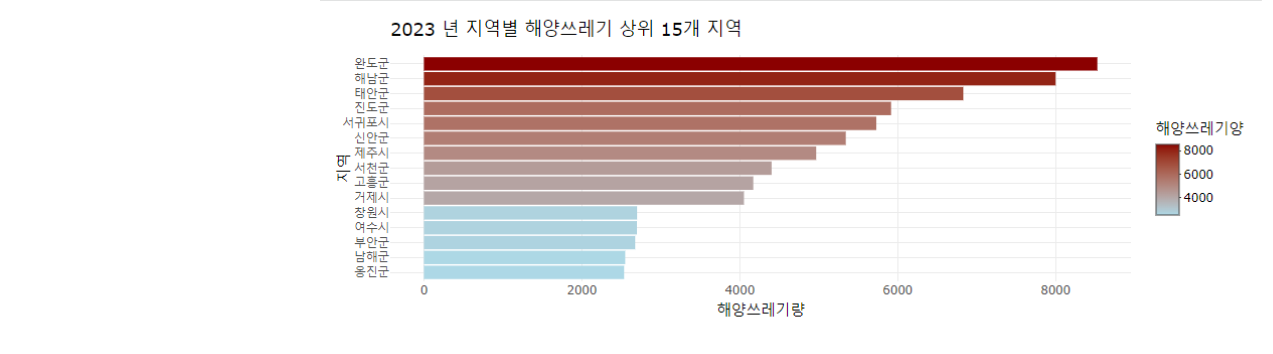 2023 년 지역별 해양쓰레기 상위 15개 지역
지역
완도군
해남군
태안군
진도군
서귀포시
신안군
제주시
서천군
고흥군
거제시
창원시
여수시
부안군
남해군
옹진군
0 2000 4000 6000 8000
해양쓰레기량
해양쓰레기양
8000
6000
4000